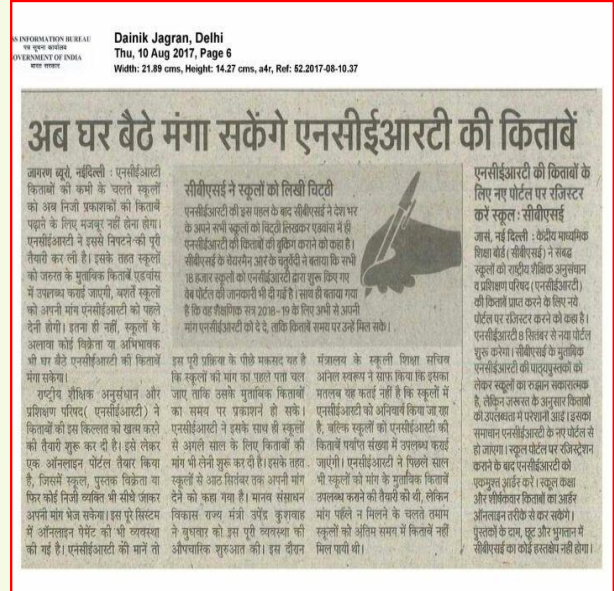 SS INFORMATION BUREAU
पत्र सूचना कार्यालय
GOVERNMENT OF INDIA
भारत सरकार
Dainik Jagran, Delhi
Thu, 10 Aug 2017, Page 6
Width: 21.89 cms, Height: 14.27 cms, a4r, Ref: 52.2017-08-10.37
अब घर बैठे मंगा सकेंगे एनसीईआरटी की किताबें
जागरण ब्यूरो, नईदिल्ली : एनसीईआरटी
किताबों को कमी के चलते स्कूलों
को अब निजी प्रकाशकों को किताबें
पढ़ाने के लिए मजबूर नहीं होना होगा।
एनसीईआरटी ने इससे निपटने की पूरी
तैयारी कर ली है। इसके तहत स्कूलों
को जरुरत के मुताबिक किताबें एडवांस
में उपलब्ध कराई जाएगी, बशर्ते स्कूलों
को अपनी मांग एनसीईआरटी को पहले
देनी होगी। इतना ही नहीं, स्कूलों के
अलावा कोई विक्रेता या अभिभावक
भी घर बैठे एनसीईआरटी की किताबें
मंगा सकेगा।
राष्ट्रीय शैक्षिक अनुसंधान और
प्रशिक्षण परिषद( एनसीईआरटी ) ने
किताबों की इस किल्लत को खत्म करने
की तैयारी शुरू कर दी है। इसे लेकर
एक ऑनलाइन पोर्टल तैयार किया
है, जिसमें स्कूल, पुस्तक विक्रेता या
फिर कोई निजी व्यक्ति भी सीधे जाकर
अपनी मांग भेज सकेगा। इस पूरे सिस्टम
में ऑनलाइन पेमेंट की भी व्यवस्था
की गई है। एनसीईआरटी की मानें तो
सीबीएसई ने स्कूलों को लिखी चिट्ठी
एनसीईआरटी की इस पहल के बाद सीबीएसई ने देश भर
के अपने सभी स्कूलों को चिट्ठी लिखकर एडवांस में ही
एनसीईआरटी की किताबों की बुकिंग कराने को कहा है।
सीबीएसई के चेयरमैन आर के चतुर्वेदी ने बताया कि सभी
18 हजार स्कूलों को एनसीईआरटी द्वारा शुरू किए गए
वेब पोर्टल की जानकारी भी दी गई है। साथ ही बताया गया
है कि वह शैक्षणिक सत्र 2018 - 19 के लिए अभी से अपनी
मांग एनसीईआरटी को दे दें, ताकि किताबें समय पर उन्हें मिल सके।
इस पूरी प्रक्रिया के पीछे मकसद यह है
कि स्कूलों की मांग का पहले पता चल
जाए ताकि उसके मुताबिक किताबों
का समय पर प्रकाशन हो सके।
एनसीईआरटी ने इसके साथ ही स्कूलों
से अगले साल के लिए किताबों की
मांग भी लेनी शुरू कर दी है। इसके तहत
स्कूलों से आठ सितंबर तक अपनी मांग
देने को कहा गया है। मानव संसाधन
विकास राज्य मंत्री उपेंद्र कुशवाह
ने बुधवार को इस पूरी व्यवस्था की
औपचारिक शुरुआत की। इस दौरान
मंत्रालय के स्कूली शिक्षा सचिव
अनिल स्वरूप ने साफ किया कि इसका
मतलब यह कतई नहीं है कि स्कूलों में
एनसीईआरटी को अनिवार्य किया जा रहा
है, बल्कि स्कूलों को एनसीईआरटी की
किताबें पर्याप्त संख्या में उपलब्ध कराई
जाएंगी। एनसीईआरटी ने पिछले साल
भी स्कूलों को मांग के मुताबिक किताबें
उपलब्ध कराने की तैयारी की थी, लेकिन
मांग पहले न मिलने के चलते तमाम
स्कूलों को अंतिम समय में किताबें नहीं
मिल पायी थी।
एनसीईआरटी की किताबों के
लिए नए पोर्टल पर रजिस्टर
करें स्कूल : सीबीएसई
जासं, नई दिल्ली : केंद्रीय माध्यमिक
शिक्षा बोर्ड ( सीबीएसई ) ने संबद्ध
स्कूलों को राष्ट्रीय शैक्षिक अनुसंधान
व प्रशिक्षण परिषद ( एनसीईआरटी )
की किताबें प्राप्त करने के लिए नये
पोर्टल पर रजिस्टर करने को कहा है।
एनसीईआरटी 8 सितंबर से नया पोर्टल
शुरू करेगा। सीबीएसई के मुताबिक
एनसीईआरटी की पाठ्यपुस्तकों को
लेकर स्कूलों का रुझान सकारात्मक
है, लेकिन जरूरत के अनुसार किताबों
की उपलब्धता में परेशानी आई। इसका
समाधान एनसीईआरटी के नए पोर्टल से
हो जाएगा। स्कूल पोर्टल पर रजिस्ट्रेशन
कराने के बाद एनसीईआरटी को
एकमुश्त आर्डर करें। स्कूल कक्षा
और शीर्षकवार किताबों का आर्डर
ऑनलाइन तरीके से कर सकेंगे।
पुस्तकों के दाम, छूट और भुगतान में
सीबीएसई का कोई हस्तक्षेप नहीं होगा।